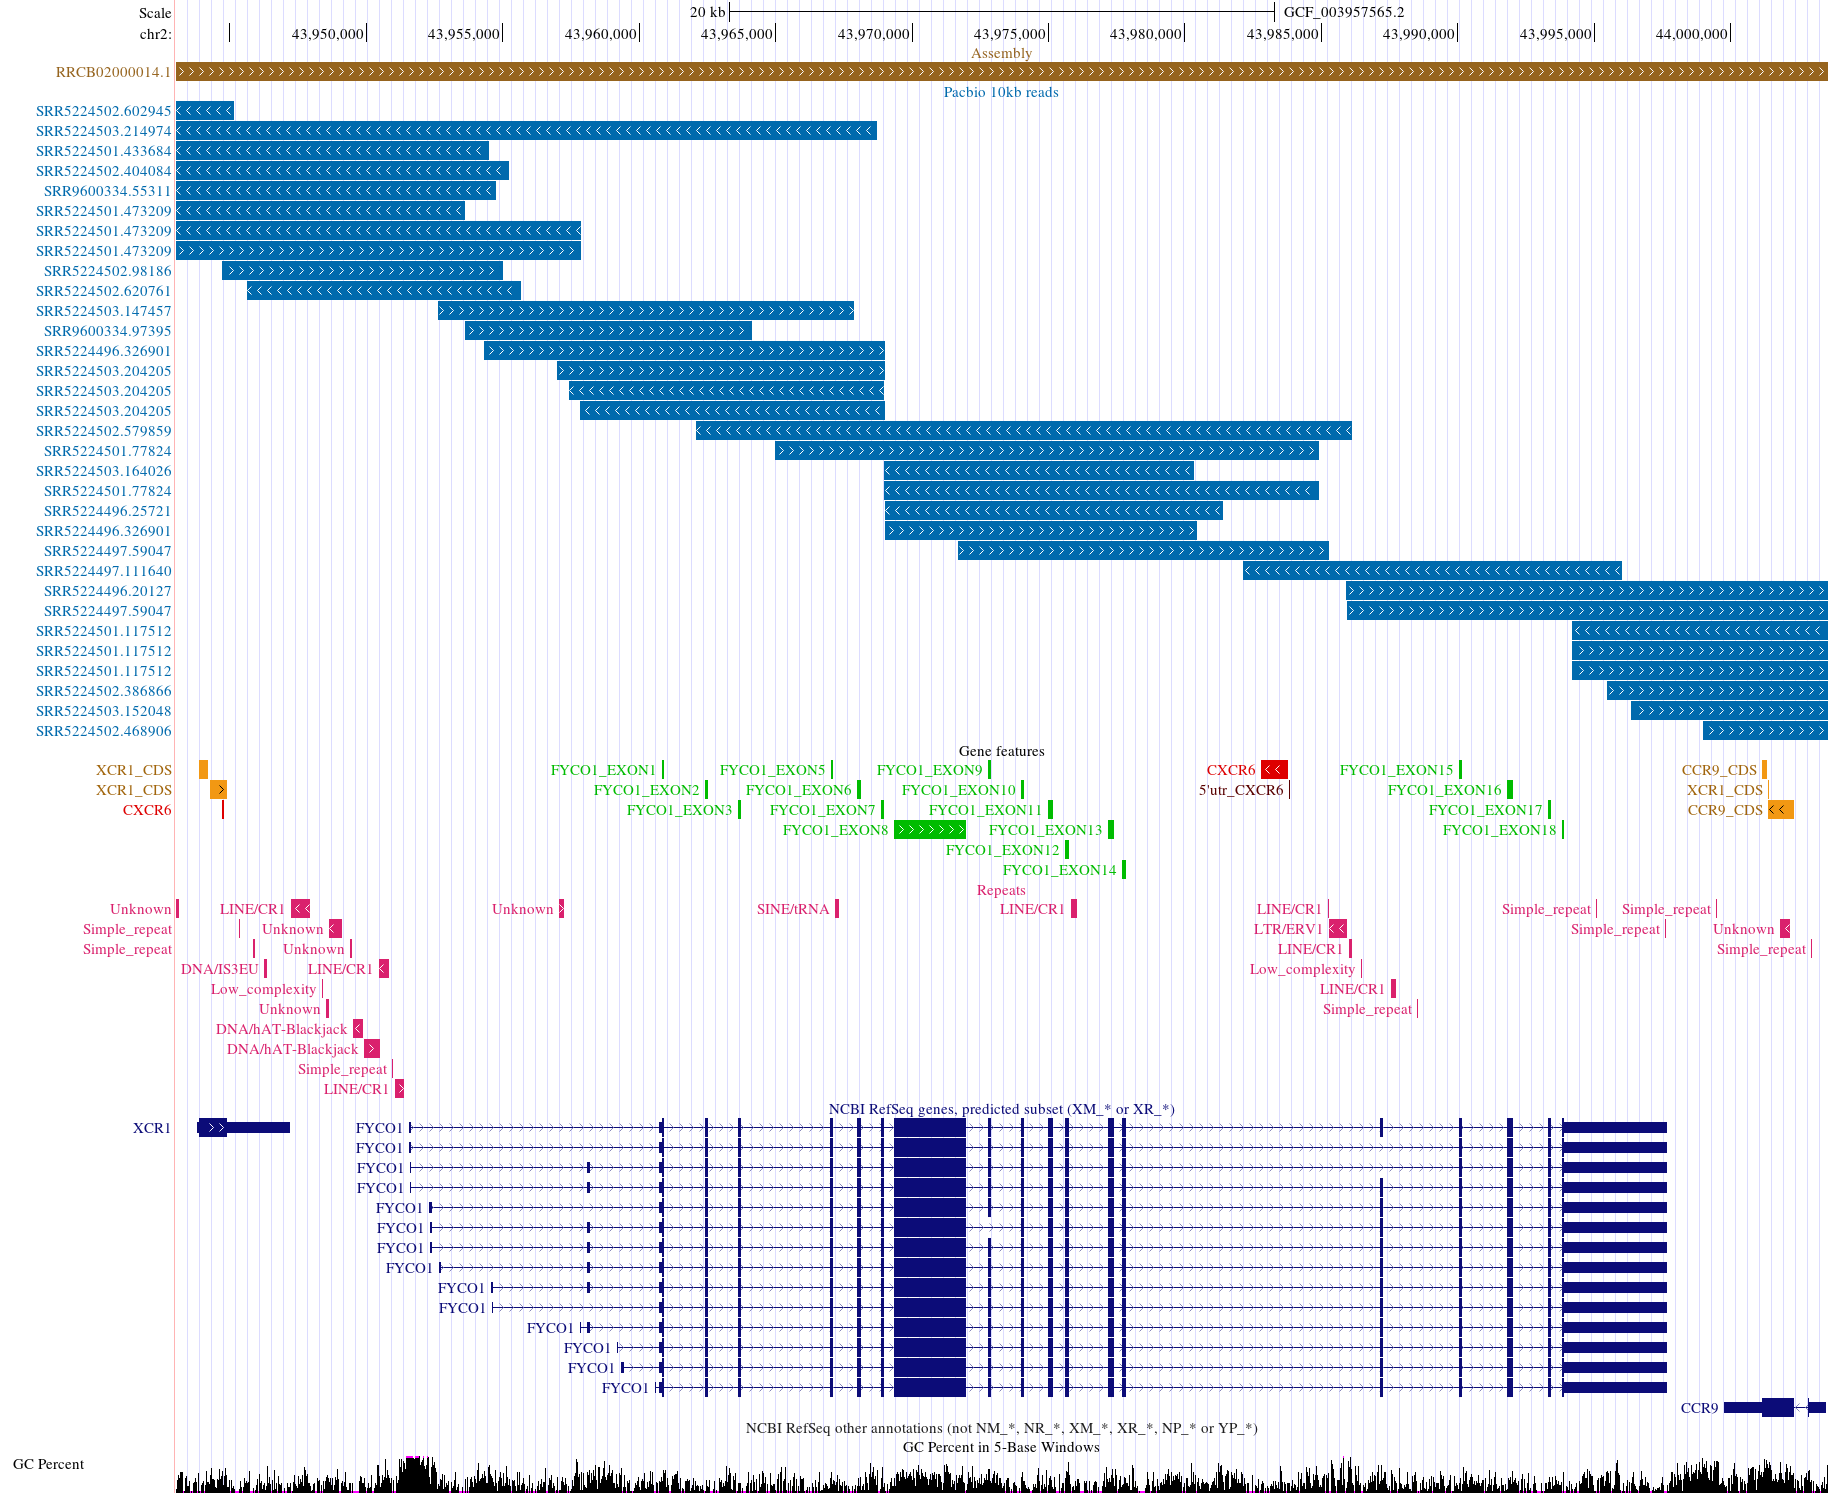 Scale 20 kb GCF_003957565.2
chr2: 43,950,000 43,955,000 43,960,000 43,965,000 43,970,000 43,975,000 43,980,000 43,985,000 43,990,000 43,995,000 44,000,000
Assembly
RRCB02000014.1
Pacbio 10kb reads
SRR5224502.602945
SRR5224503.214974
SRR5224501.433684
SRR5224502.404084
SRR9600334.55311
SRR5224501.473209
SRR5224501.473209
SRR5224501.473209
SRR5224502.98186
SRR5224502.620761
SRR5224503.147457
SRR9600334.97395
SRR5224496.326901
SRR5224503.204205
SRR5224503.204205
SRR5224503.204205
SRR5224502.579859
SRR5224501.77824
SRR5224503.164026
SRR5224501.77824
SRR5224496.25721
SRR5224496.326901
SRR5224497.59047
SRR5224497.111640
SRR5224496.20127
SRR5224497.59047
SRR5224501.117512
SRR5224501.117512
SRR5224501.117512
SRR5224502.386866
SRR5224503.152048
SRR5224502.468906
Gene features
XCR1_CDS FYCO1_EXON1 FYCO1_EXON5 FYCO1_EXON9 CXCR6 FYCO1_EXON15 CCR9_CDS
XCR1_CDS FYCO1_EXON2 FYCO1_EXON6 FYCO1_EXON10 5'utr_CXCR6 FYCO1_EXON16 XCR1_CDS
CXCR6 FYCO1_EXON3 FYCO1_EXON7 FYCO1_EXON11 FYCO1_EXON17 CCR9_CDS
FYCO1_EXON8 FYCO1_EXON13 FYCO1_EXON18
FYCO1_EXON12
FYCO1_EXON14
Repeats
Unknown LINE/CR1 Unknown SINE/tRNA LINE/CR1 LINE/CR1 Simple_repeat Simple_repeat
Simple_repeat Unknown LTR/ERV1 Simple_repeat Unknown
Simple_repeat Unknown LINE/CR1 Simple_repeat
DNA/IS3EU LINE/CR1 Low_complexity
Low_complexity LINE/CR1
Unknown Simple_repeat
DNA/hAT-Blackjack
DNA/hAT-Blackjack
Simple_repeat
LINE/CR1
NCBI RefSeq genes, predicted subset (XM_* or XR_*)
XCR1 FYCO1
FYCO1
FYCO1
FYCO1
FYCO1
FYCO1
FYCO1
FYCO1
FYCO1
FYCO1
FYCO1
FYCO1
FYCO1
FYCO1
CCR9
NCBI RefSeq other annotations (not NM_*, NR_*, XM_*, XR_*, NP_* or YP_*)
GC Percent in 5-Base Windows
GC Percent